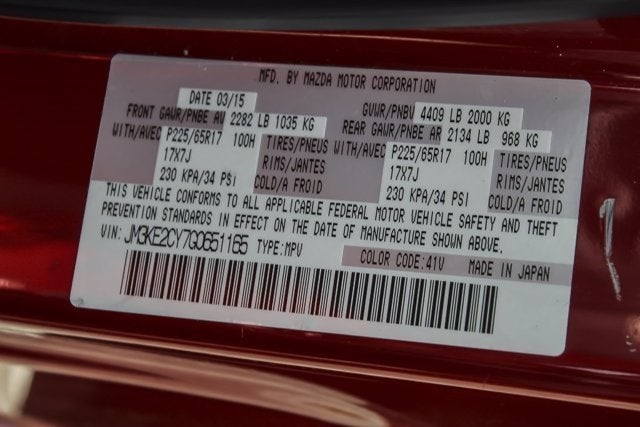 MFD. BY MAZDA MOTOR CORPORATION
DATE 03/15 GVWR/PNBV 4409 LB 2000 KG
FRONT GAWR/PNBE AV 2282 LB 1035 KG REAR GAWR/PNBE AR 2134 LB 968 KG
WITH/AVEC P225/65R17 100H TIRES/PNEUS WITH/AVEC P225/65R17 100H TIRES/PNEUS
17X7J RIMS/JANTES 17X7J RIMS/JANTES
230 KPA/34 PSI COLD/A FROID 230 KPA/34 PSI COLD/A FROID
THIS VEHICLE CONFORMS TO ALL APPLICABLE FEDERAL MOTOR VEHICLE SAFETY AND THEFT
PREVENTION STANDARDS IN EFFECT ON THE DATE OF MANUFACTURE SHOWN ABOVE.
VIN: JM3KE2CY7G0651165 TYPE:MPV
COLOR CODE:41V MADE IN JAPAN